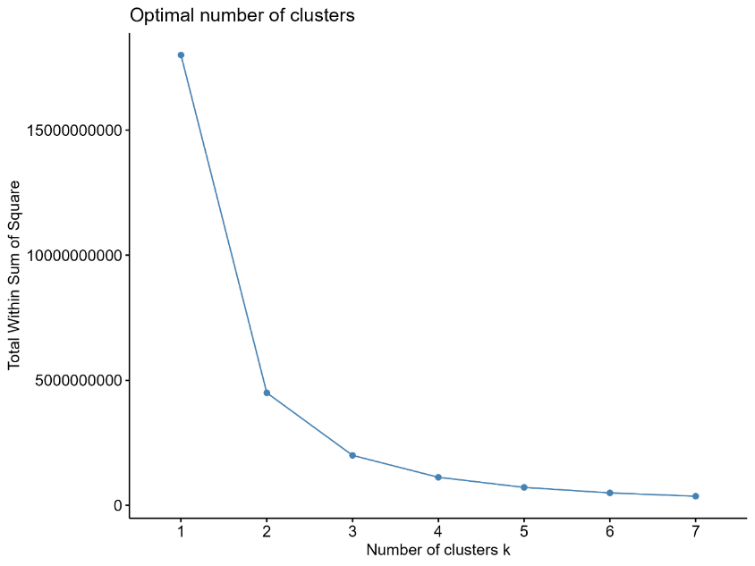 Optimal number of clusters
Total Within Sum of Square
15000000000
10000000000
5000000000
0
1 2 3 4 5 6 7
Number of clusters k